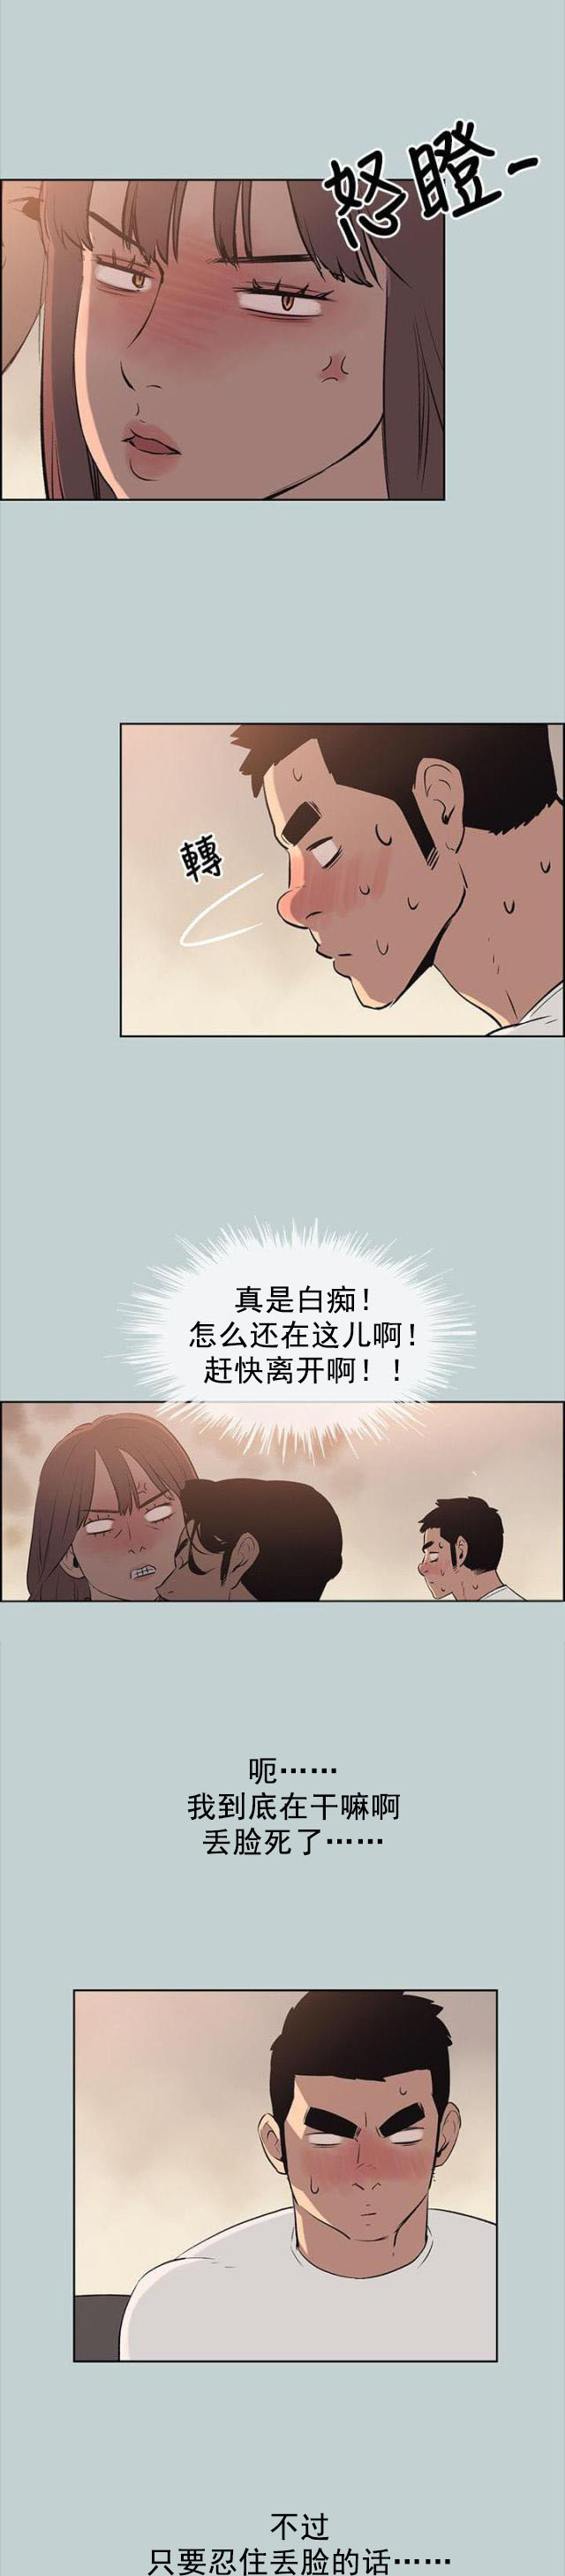 怒瞪-
轉
真是白痴！
怎么还在这儿啊！
赶快离开啊！！
呃……
我到底在干嘛啊
丢脸死了……
不过
只要忍住丢脸的话……